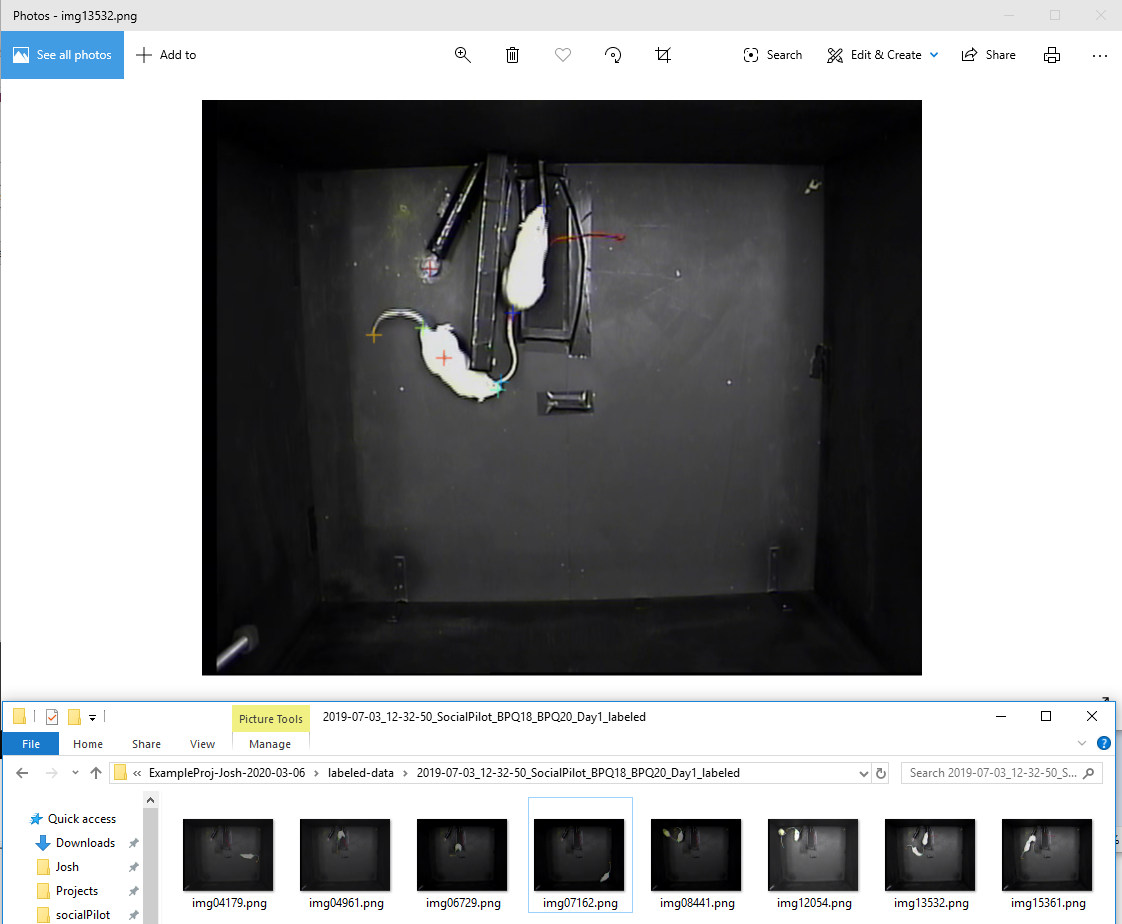 Photos - img13532.png
See all photos
Add to
Search
Edit & Create
Share
Picture Tools
2019-07-03_12-32-50_SocialPilot_BPQ18_BPQ20_Day1_labeled
File
Home
Share
View
Manage
« ExampleProj-Josh-2020-03-06 > labeled-data > 2019-07-03_12-32-50_SocialPilot_BPQ18_BPQ20_Day1_labeled
Search 2019-07-03_12-32-50_S...
Quick access
Downloads
Josh
Projects
socialPilot
img04179.png
img04961.png
img06729.png
img07162.png
img08441.png
img12054.png
img13532.png
img15361.png